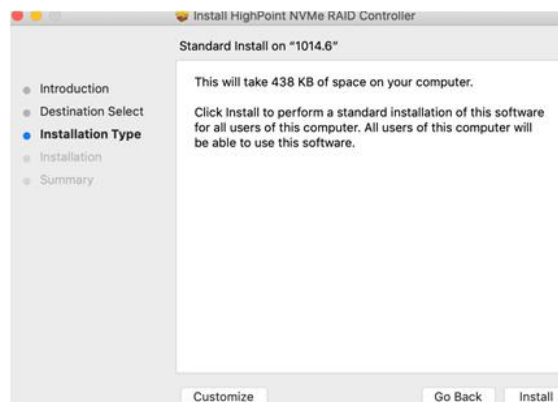 Install HighPoint NVMe RAID Controller
Standard Install on “1014.6”
Introduction
Destination Select
Installation Type
Installation
Summary
This will take 438 KB of space on your computer.
Click Install to perform a standard installation of this software
for all users of this computer. All users of this computer will
be able to use this software.
Customize
Go Back
Install